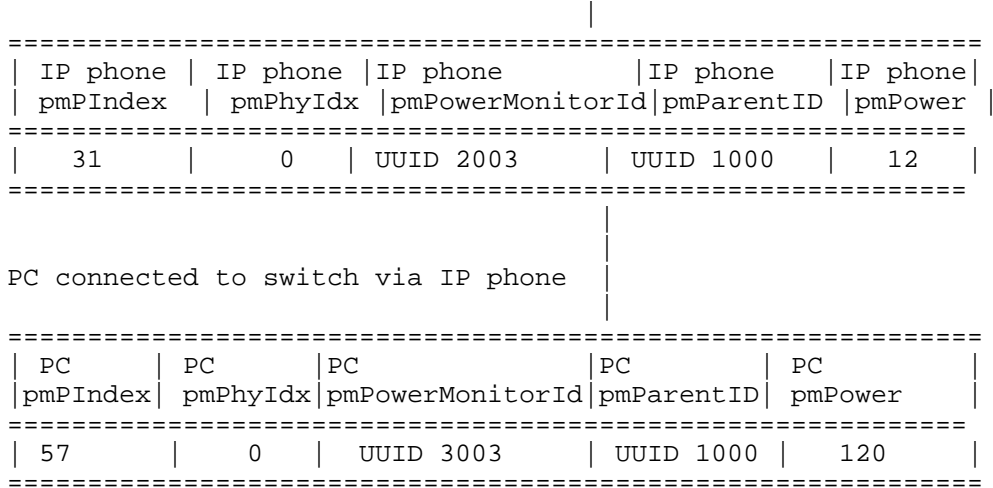 |
=============================================================
| IP phone | IP phone |IP phone |IP phone |IP phone|
| pmPIndex | pmPhyIdx |pmPowerMonitorId|pmParentID |pmPower |
============================================================
| 31 | 0 | UUID 2003 | UUID 1000 | 12 |
============================================================
|
|
PC connected to switch via IP phone |
|
=============================================================
| PC | PC |PC |PC | PC |
|pmPIndex| pmPhyIdx|pmPowerMonitorId|pmParentID| pmPower |
============================================================
| 57 | 0 | UUID 3003 | UUID 1000 | 120 |
=============================================================